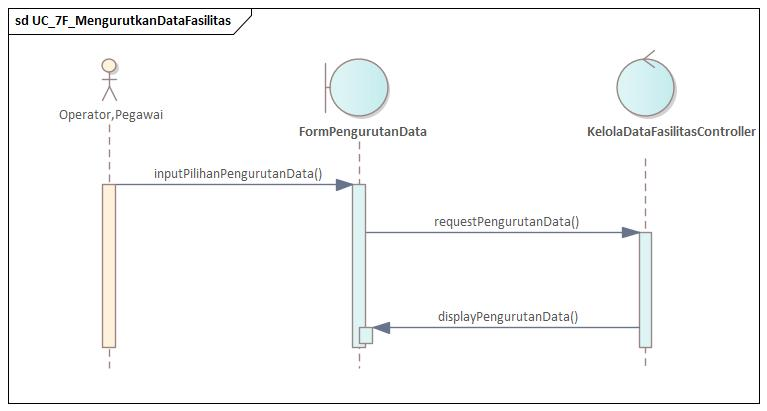 sd UC_7F_MengurutkanDataFasilitas
Operator,Pegawai
FormPengurutanData
KelolaDataFasilitasController
inputPilihanPengurutanData()
requestPengurutanData()
displayPengurutanData()